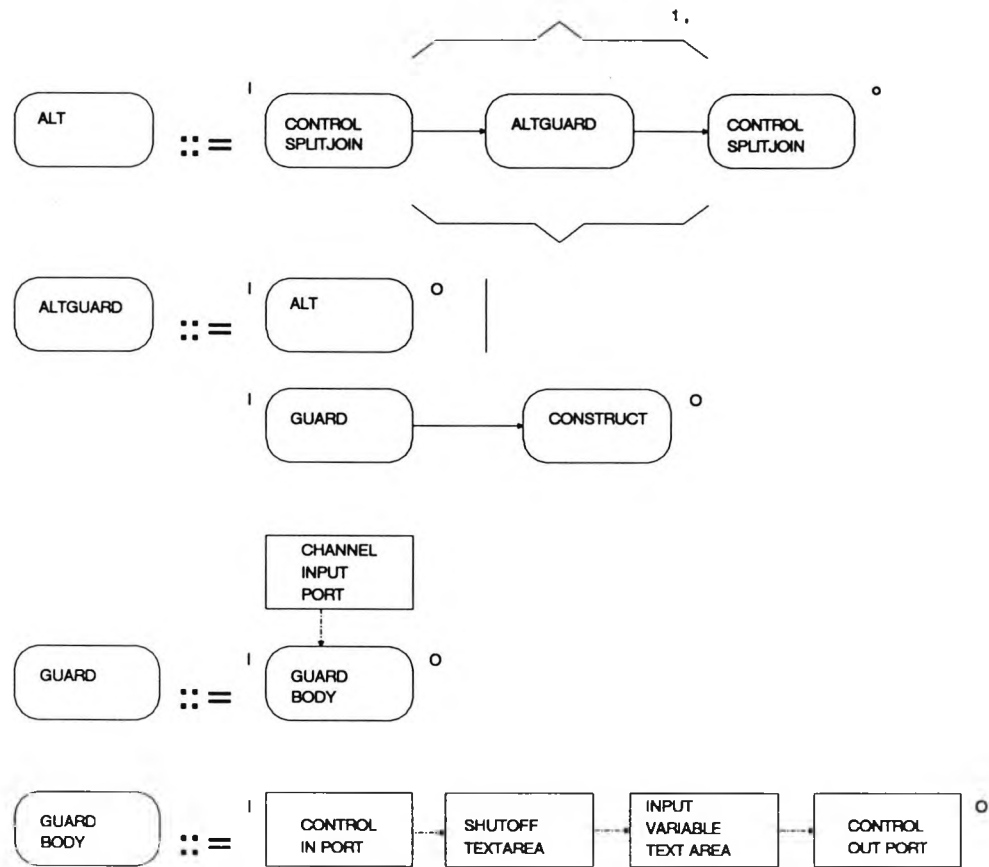 1,
I o
ALT ::= CONTROL SPLITJOIN ALTGUARD CONTROL SPLITJOIN
I O
ALTGUARD ::= ALT |
I O
GUARD CONSTRUCT
CHANNEL
INPUT
PORT
I O
GUARD ::= GUARD
BODY
I O
GUARD BODY ::= CONTROL IN PORT SHUTOFF TEXTAREA INPUT VARIABLE TEXT AREA CONTROL OUT PORT